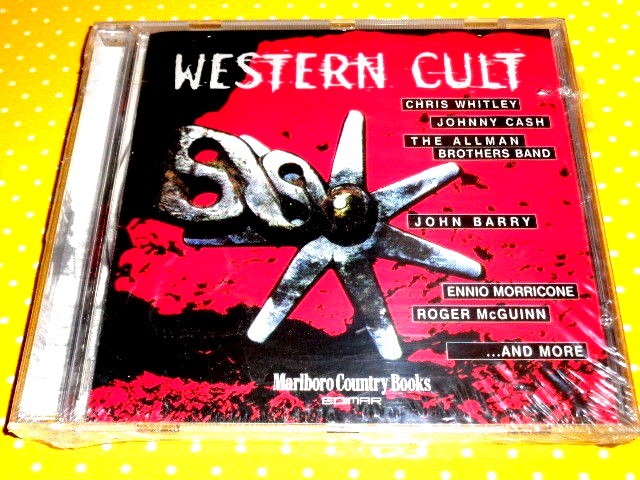 WESTERN CULT
CHRIS WHITLEY
JOHNNY CASH
THE ALLMAN
BROTHERS BAND
JOHN BARRY
ENNIO MORRICONE
ROGER McGUINN
...AND MORE
Marlboro Country Books
EDIMAR